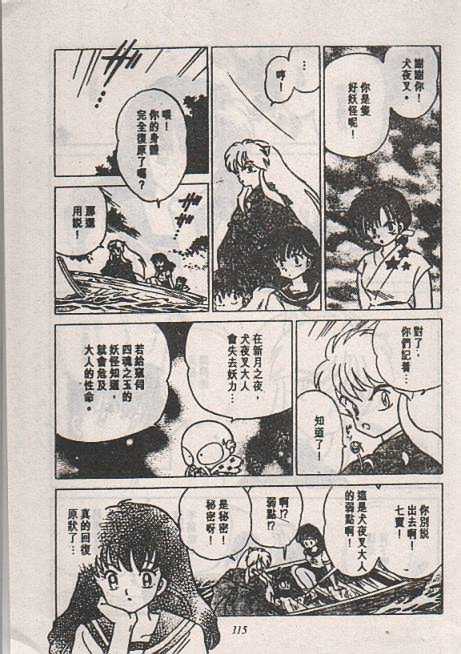 謝謝你！
犬夜叉。
你是隻
好妖怪呢！
…
哼！
喂！
你的身體
完全復原了嗎？
那還
用說！
對了…
你們記着…
知道了！
在新月之夜，
犬夜叉大人
會失去妖力…
若給窺伺
四魂之玉的
妖怪知道，
就會危及
大人的性命。
你別說
出去啊！
七寶！
這是犬夜叉大人
的弱點啊！
啊!?
弱點!?
是秘密！
秘密呀！
真的回復
原狀了…
115